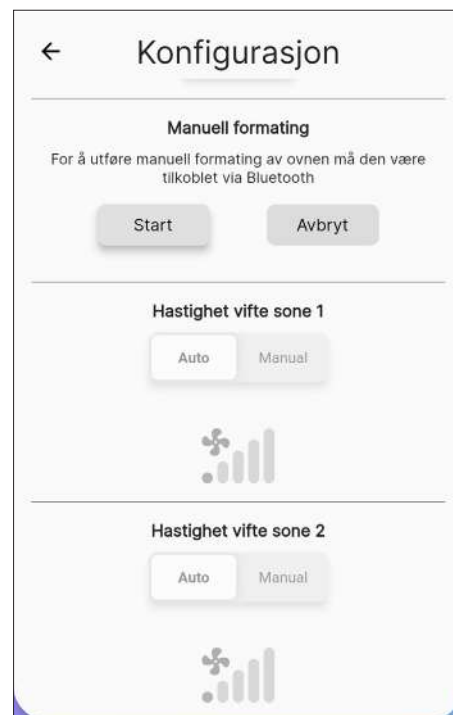 Konfigurasjon
Manuell formating
For å utføre manuell formating av ovnen må den være
tilkoblet via Bluetooth
Start Avbryt
Hastighet vifte sone 1
Auto Manual
Hastighet vifte sone 2
Auto Manual